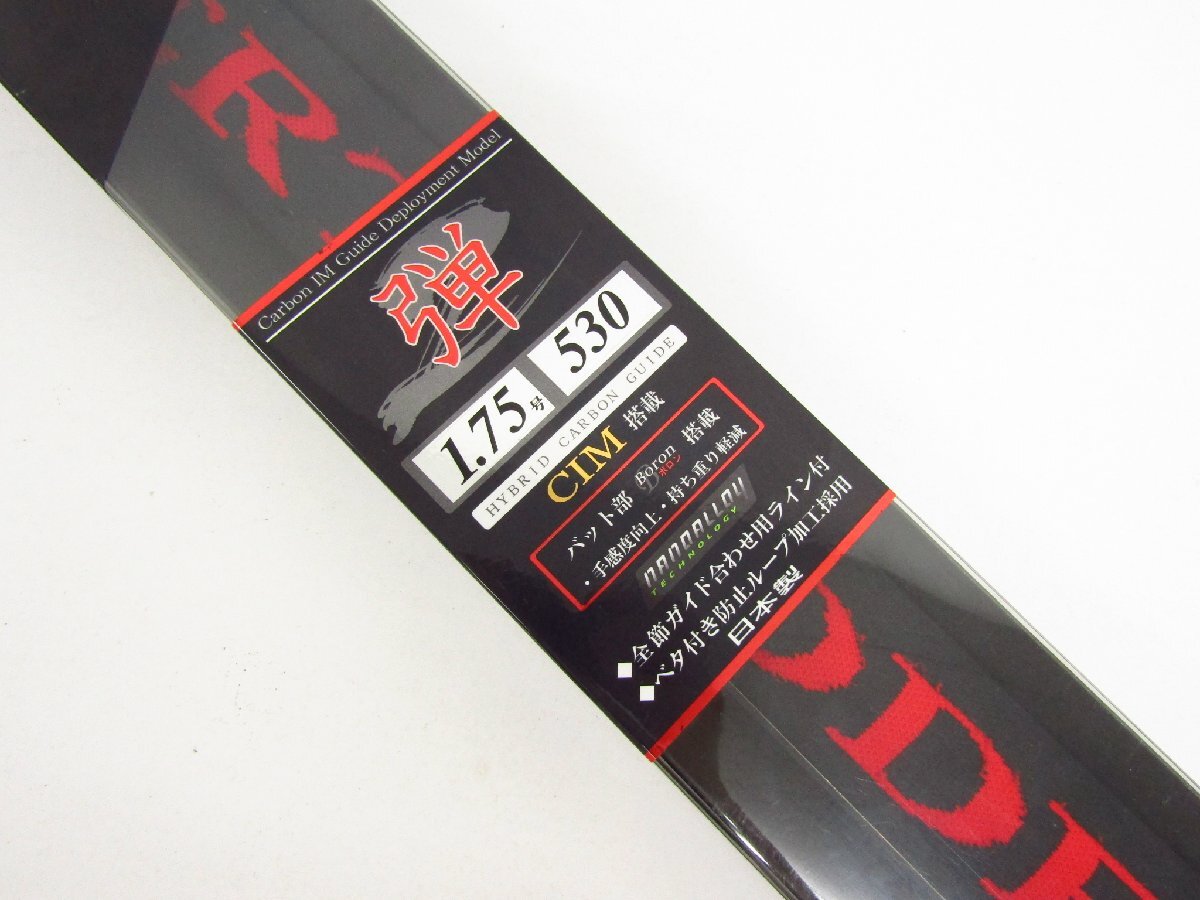 Carbon IM Guide Deployment Model
弾
1.75号 530
HYBRID CARBON GUIDE
CIM 搭載
バット部 Boron ボロン 搭載
・手感度向上・持ち重り軽減
NANOALLOY
TECHNOLOGY
◆全節ガイド合わせ用ライン付
◆ベタ付き防止ループ加工採用
日本製